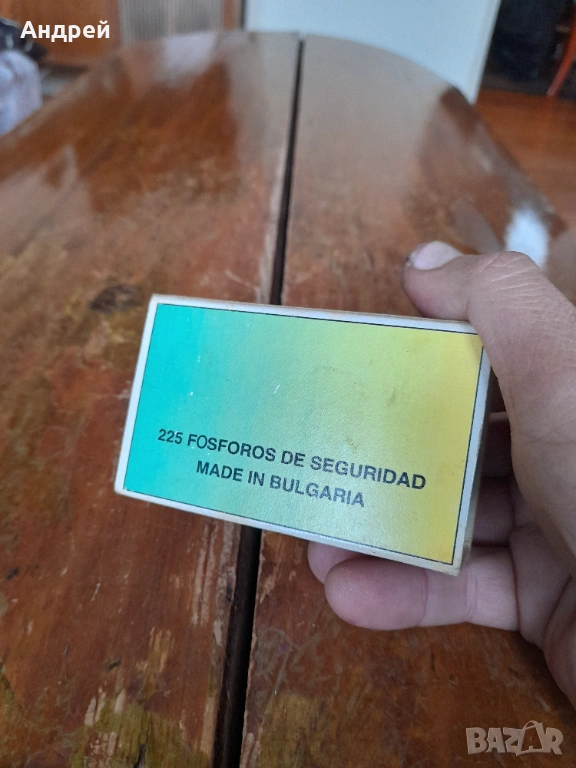 Андрей
225 FOSFOROS DE SEGURIDAD
MADE IN BULGARIA
BAZAR